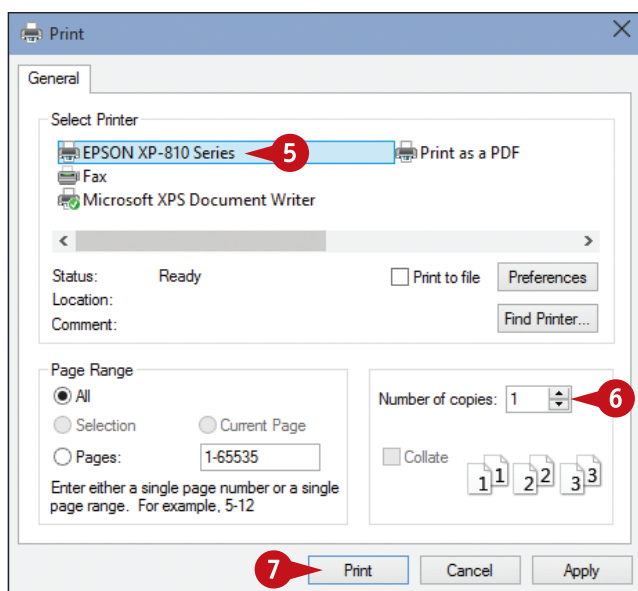 Print
General
Select Printer
EPSON XP-810 Series 5 Print as a PDF
Fax
Microsoft XPS Document Writer
Status: Ready Print to file Preferences
Location:
Comment: Find Printer...
Page Range
All
Selection Current Page
Pages: 1-65535
Enter either a single page number or a single
page range. For example, 5-12
Number of copies: 1 6
Collate
1 1 2 2 3 3
7 Print Cancel Apply